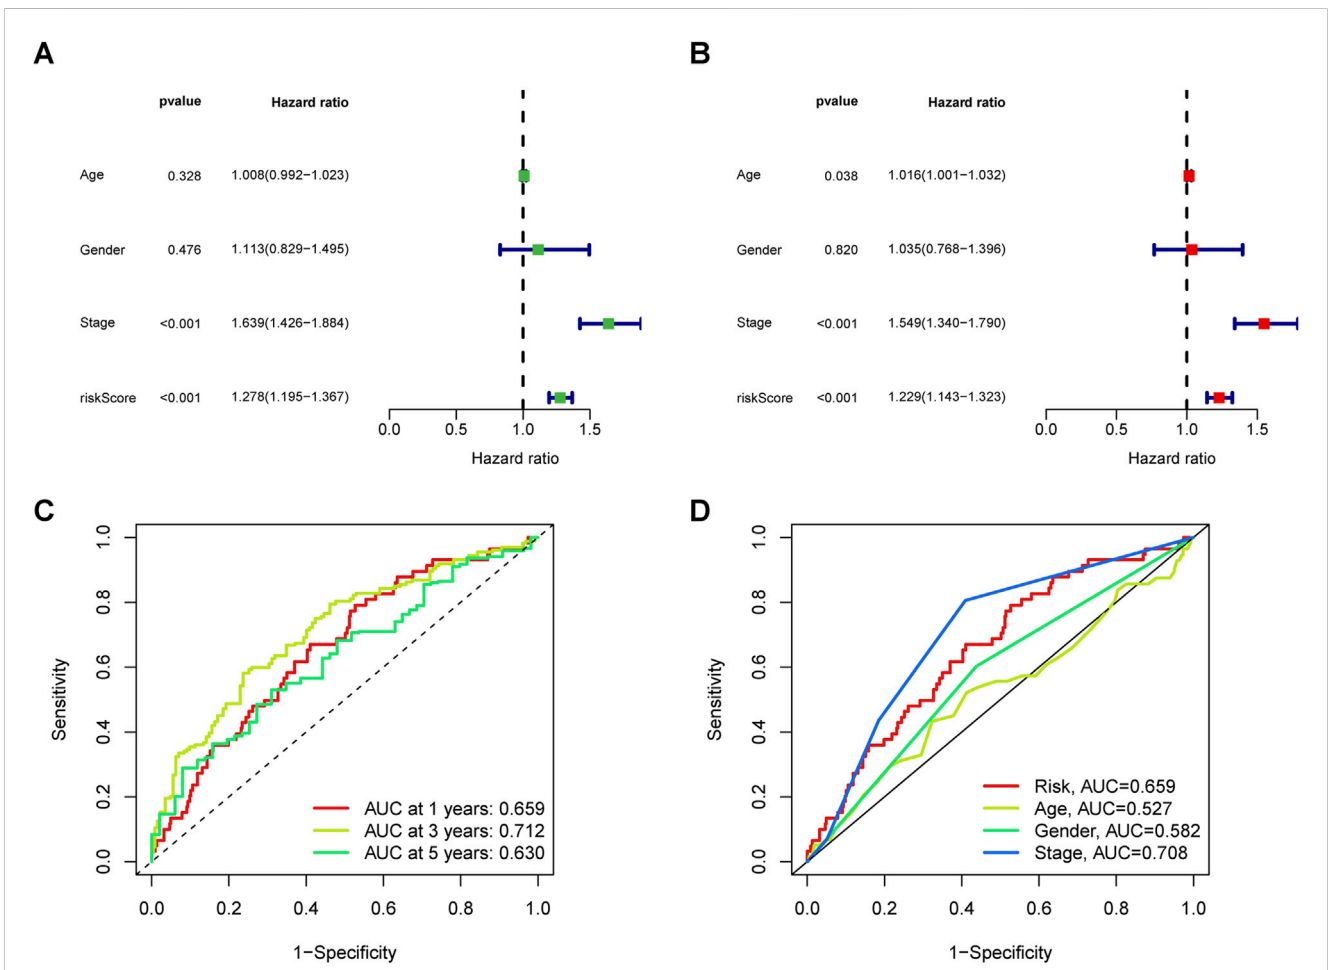 A
pvalue Hazard ratio
Age 0.328 1.008(0.992−1.023)
Gender 0.476 1.113(0.829−1.495)
Stage <0.001 1.639(1.426−1.884)
riskScore <0.001 1.278(1.195−1.367)
0.0 0.5 1.0 1.5
Hazard ratio
B
pvalue Hazard ratio
Age 0.038 1.016(1.001−1.032)
Gender 0.820 1.035(0.768−1.396)
Stage <0.001 1.549(1.340−1.790)
riskScore <0.001 1.229(1.143−1.323)
0.0 0.5 1.0 1.5
Hazard ratio
C
Sensitivity
1.0
0.8
0.6
0.4
0.2
0.0
AUC at 1 years: 0.659
AUC at 3 years: 0.712
AUC at 5 years: 0.630
0.0 0.2 0.4 0.6 0.8 1.0
1−Specificity
D
Sensitivity
1.0
0.8
0.6
0.4
0.2
0.0
Risk, AUC=0.659
Age, AUC=0.527
Gender, AUC=0.582
Stage, AUC=0.708
0.0 0.2 0.4 0.6 0.8 1.0
1−Specificity